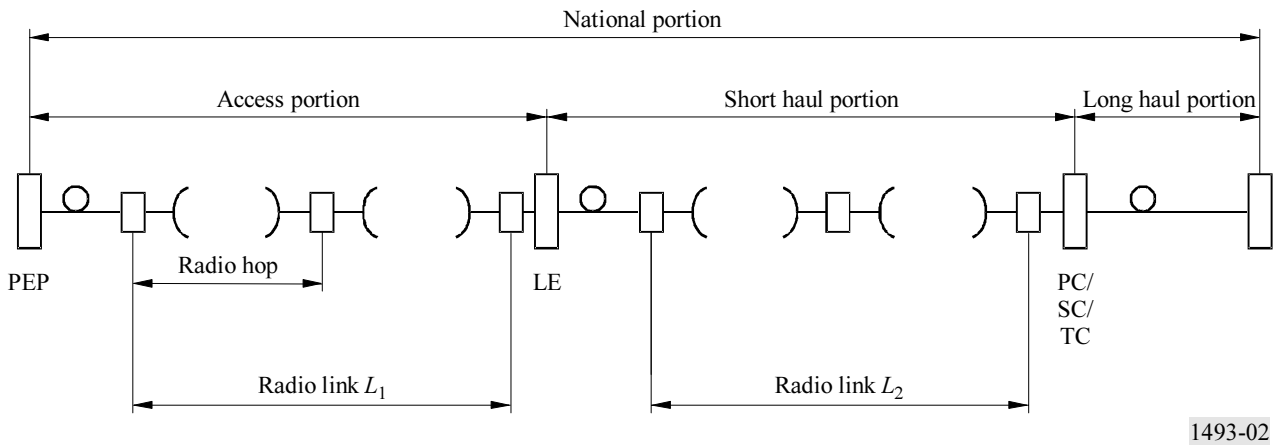 National portion
Access portion
Short haul portion
Long haul portion
Radio hop
PEP
LE
PC/
SC/
TC
Radio link L1
Radio link L2
1493-02